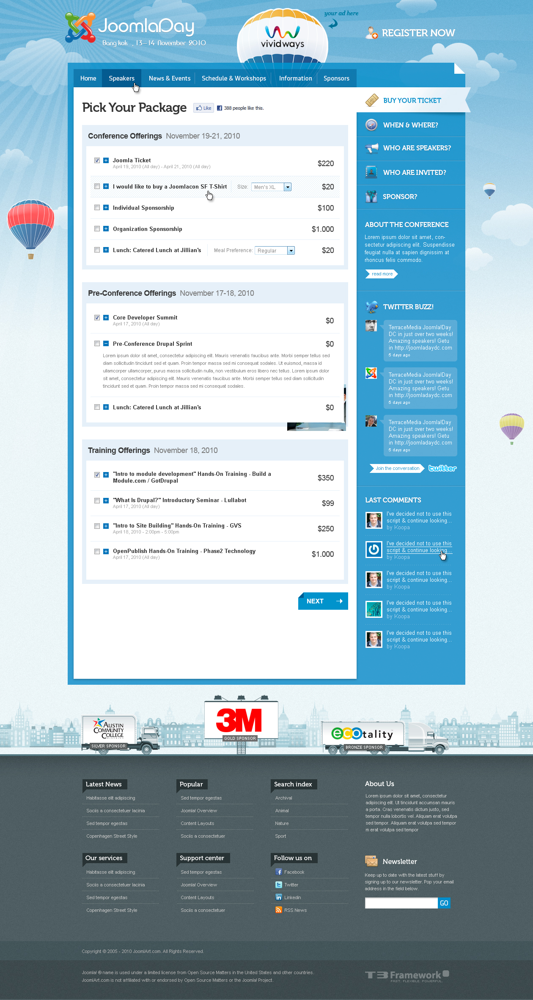 JoomlaDay
Bangkok , 13-14 November 2010
your ad here
vividways
REGISTER NOW
Home Speakers News & Events Schedule & Workshops Information Sponsors
Pick Your Package
Like 388 people like this.
Conference Offerings November 19-21, 2010
Joomla Ticket $220
April 19, 2010 (All day) - April 21, 2010 (All day)
I would like to buy a Joomlacon SF T-Shirt Size: Men's XL $20
Individual Sponsorship $100
Organization Sponsorship $1.000
Lunch: Catered Lunch at Jillian's Meal Preference: Regular $20
Pre-Conference Offerings November 17-18, 2010
Core Developer Summit $0
April 17, 2010 (All day)
Pre-Conference Drupal Sprint $0
Lorem ipsum dolor sit amet, consectetur adipiscing elit. Mauris venenatis faucibus ante. Morbi semper tellus sed
diam sollicitudin tincidunt sed et quam. Proin tempor massa sed mi consequat sodales. Ut euismod, massa id
ullamcorper ullamcorper, purus massa sollicitudin nulla, non vestibulum eros libero nec tellus. Lorem ipsum dolor
sit amet, consectetur adipiscing elit. Mauris venenatis faucibus ante. Morbi semper tellus sed diam sollicitudin
tincidunt sed et quam. Proin tempor massa sed mi consequat sodales.
Lunch: Catered Lunch at Jillian's $0
Training Offerings November 18, 2010
"Intro to module development" Hands-On Training - Build a
Module.com / GotDrupal $350
"What Is Drupal?" Introductory Seminar - Lullabot $99
April 17, 2010 (All day)
"Intro to Site Building" Hands-On Training - GVS $250
April 18, 2010 - 2:00pm - 5:00pm
OpenPublish Hands-On Training - Phase2 Technology $1.000
April 17, 2010 (All day)
NEXT
BUY YOUR TICKET
WHEN & WHERE?
WHO ARE SPEAKERS?
WHO ARE INVITED?
SPONSOR?
ABOUT THE CONFERENCE
Lorem ipsum dolor sit amet, con-
sectetur adipiscing elit. Suspendisse
feugiat nulla at sapien dignissim at
rhoncus felis commodo.
read more
TWITTER BUZZ!
TerraceMedia Joomla!Day
DC in just over two weeks!
Amazing speakers! Getu
in http://joomladaydc.com
5 days ago
TerraceMedia Joomla!Day
DC in just over two weeks!
Amazing speakers! Getu
in http://joomladaydc.com
5 days ago
TerraceMedia Joomla!Day
DC in just over two weeks!
Amazing speakers! Getu
in http://joomladaydc.com
5 days ago
Join the conversation twitter
LAST COMMENTS
I've decided not to use this
script & continue looking...
by Koopa
I've decided not to use this
script & continue looking...
by Koopa
I've decided not to use this
script & continue looking...
by Koopa
I've decided not to use this
script & continue looking...
by Koopa
I've decided not to use this
script & continue looking...
by Koopa
AUSTIN
COMMUNITY
COLLEGE
DISTRICT
SILVER SPONSOR
3M
GOLD SPONSOR
ecotality
BRONZE SPONSOR
Latest News
Habitasse elit adipiscing
Sociis a consectetuer lacinia
Sed tempor egestas
Copenhagen Street Style
Popular
Sed tempor egestas
Joomla! Overview
Content Layouts
Sociis a consectetuer
Search index
Archival
Animal
Nature
Sport
About Us
Lorem ipsum dolor sit amet, consectetur
adipiscing elit. Ut tincidunt accumsan mauris
a porta. Cras venenatis dictum justo, sed
tempor nulla lobortis vel. Aliquam erat volutpa
sed tempor. Aliquam erat volutpa sed tempor
m erat volutpa sed tempor
Our services
Habitasse elit adipiscing
Sociis a consectetuer lacinia
Sed tempor egestas
Copenhagen Street Style
Support center
Sed tempor egestas
Joomla! Overview
Content Layouts
Sociis a consectetuer
Follow us on
Facebook
Twitter
Linkedin
RSS News
Newsletter
Keep up to date with the latest stuff by
signing up to our newsletter. Pop your email
address in the field below.
GO
Copyright © 2005 - 2010 JoomlArt.com. All Rights Reserved.
Joomla! ® name is used under a limited license from Open Source Matters in the United States and other countries.
JoomlArt.com is not affiliated with or endorsed by Open Source Matters or the Joomla! Project.
T3 Framework
FAST. FLEXIBLE. POWERFUL.